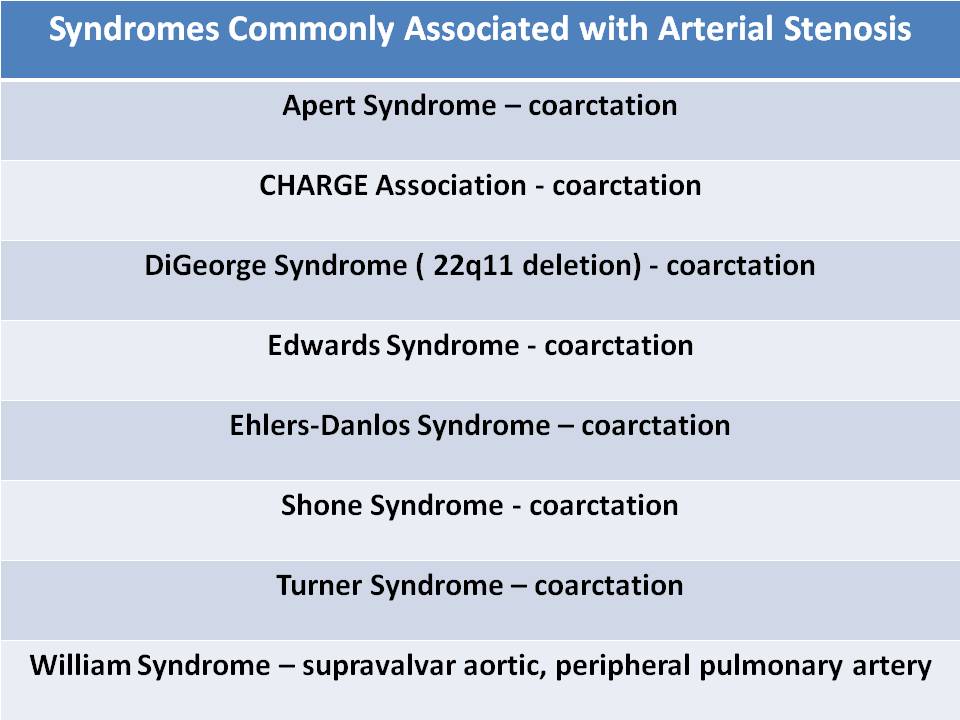 Syndromes Commonly Associated with Arterial Stenosis
Apert Syndrome – coarctation
CHARGE Association - coarctation
DiGeorge Syndrome ( 22q11 deletion) - coarctation
Edwards Syndrome - coarctation
Ehlers-Danlos Syndrome – coarctation
Shone Syndrome - coarctation
Turner Syndrome – coarctation
William Syndrome – supravalvar aortic, peripheral pulmonary artery